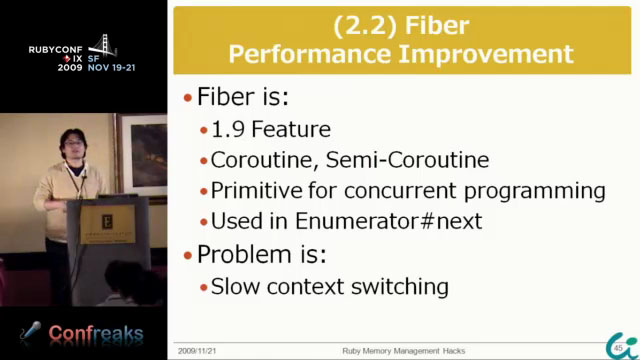 RUBYCONF
IX
2009
SF
NOV 19-21
(2.2) Fiber
Performance Improvement
• Fiber is:
• 1.9 Feature
• Coroutine, Semi-Coroutine
• Primitive for concurrent programming
• Used in Enumerator#next
• Problem is:
• Slow context switching
Confreaks
2009/11/21
Ruby Memory Management Hacks
45